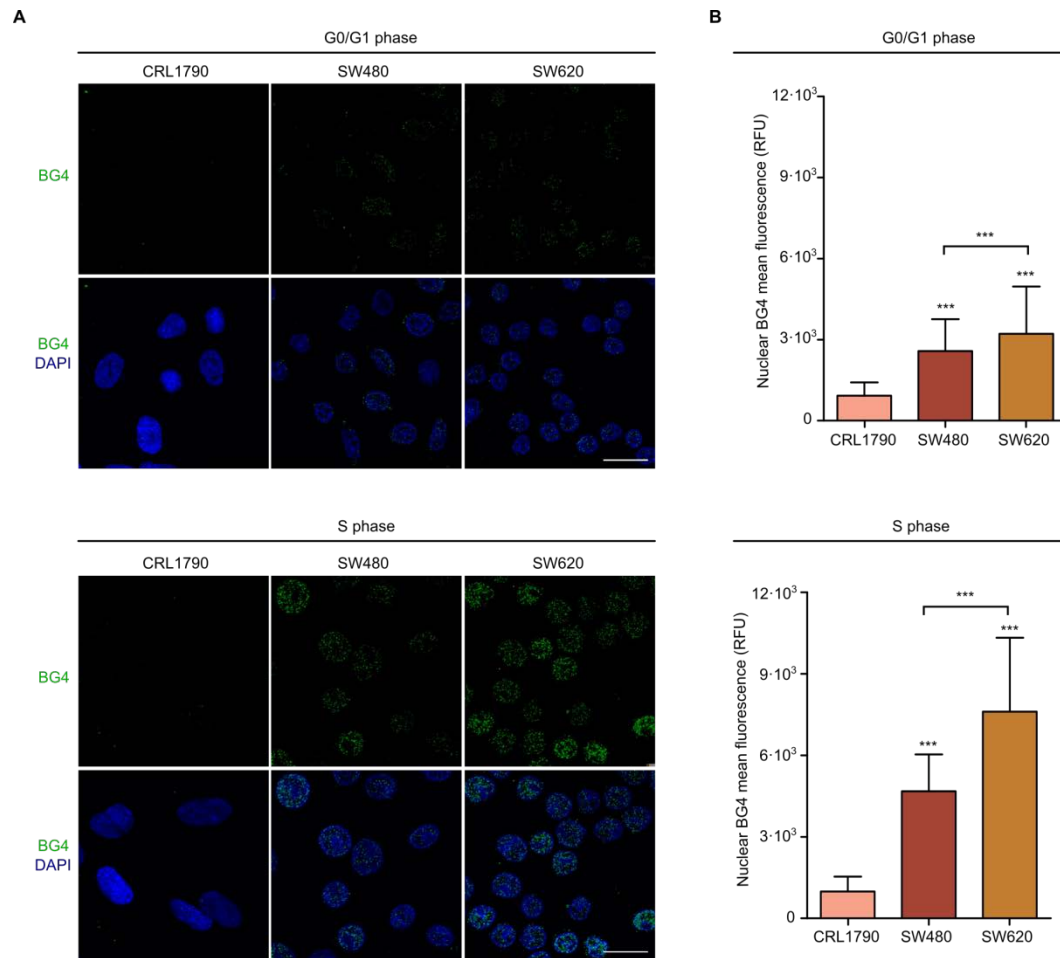 A
G0/G1 phase
CRL1790 SW480 SW620
BG4
BG4
DAPI
S phase
CRL1790 SW480 SW620
BG4
BG4
DAPI
B
G0/G1 phase
Nuclear BG4 mean fluorescence (RFU)
12·10³
9·10³
6·10³
3·10³
0
***
***
***
CRL1790 SW480 SW620
S phase
Nuclear BG4 mean fluorescence (RFU)
12·10³
9·10³
6·10³
3·10³
0
***
***
***
CRL1790 SW480 SW620